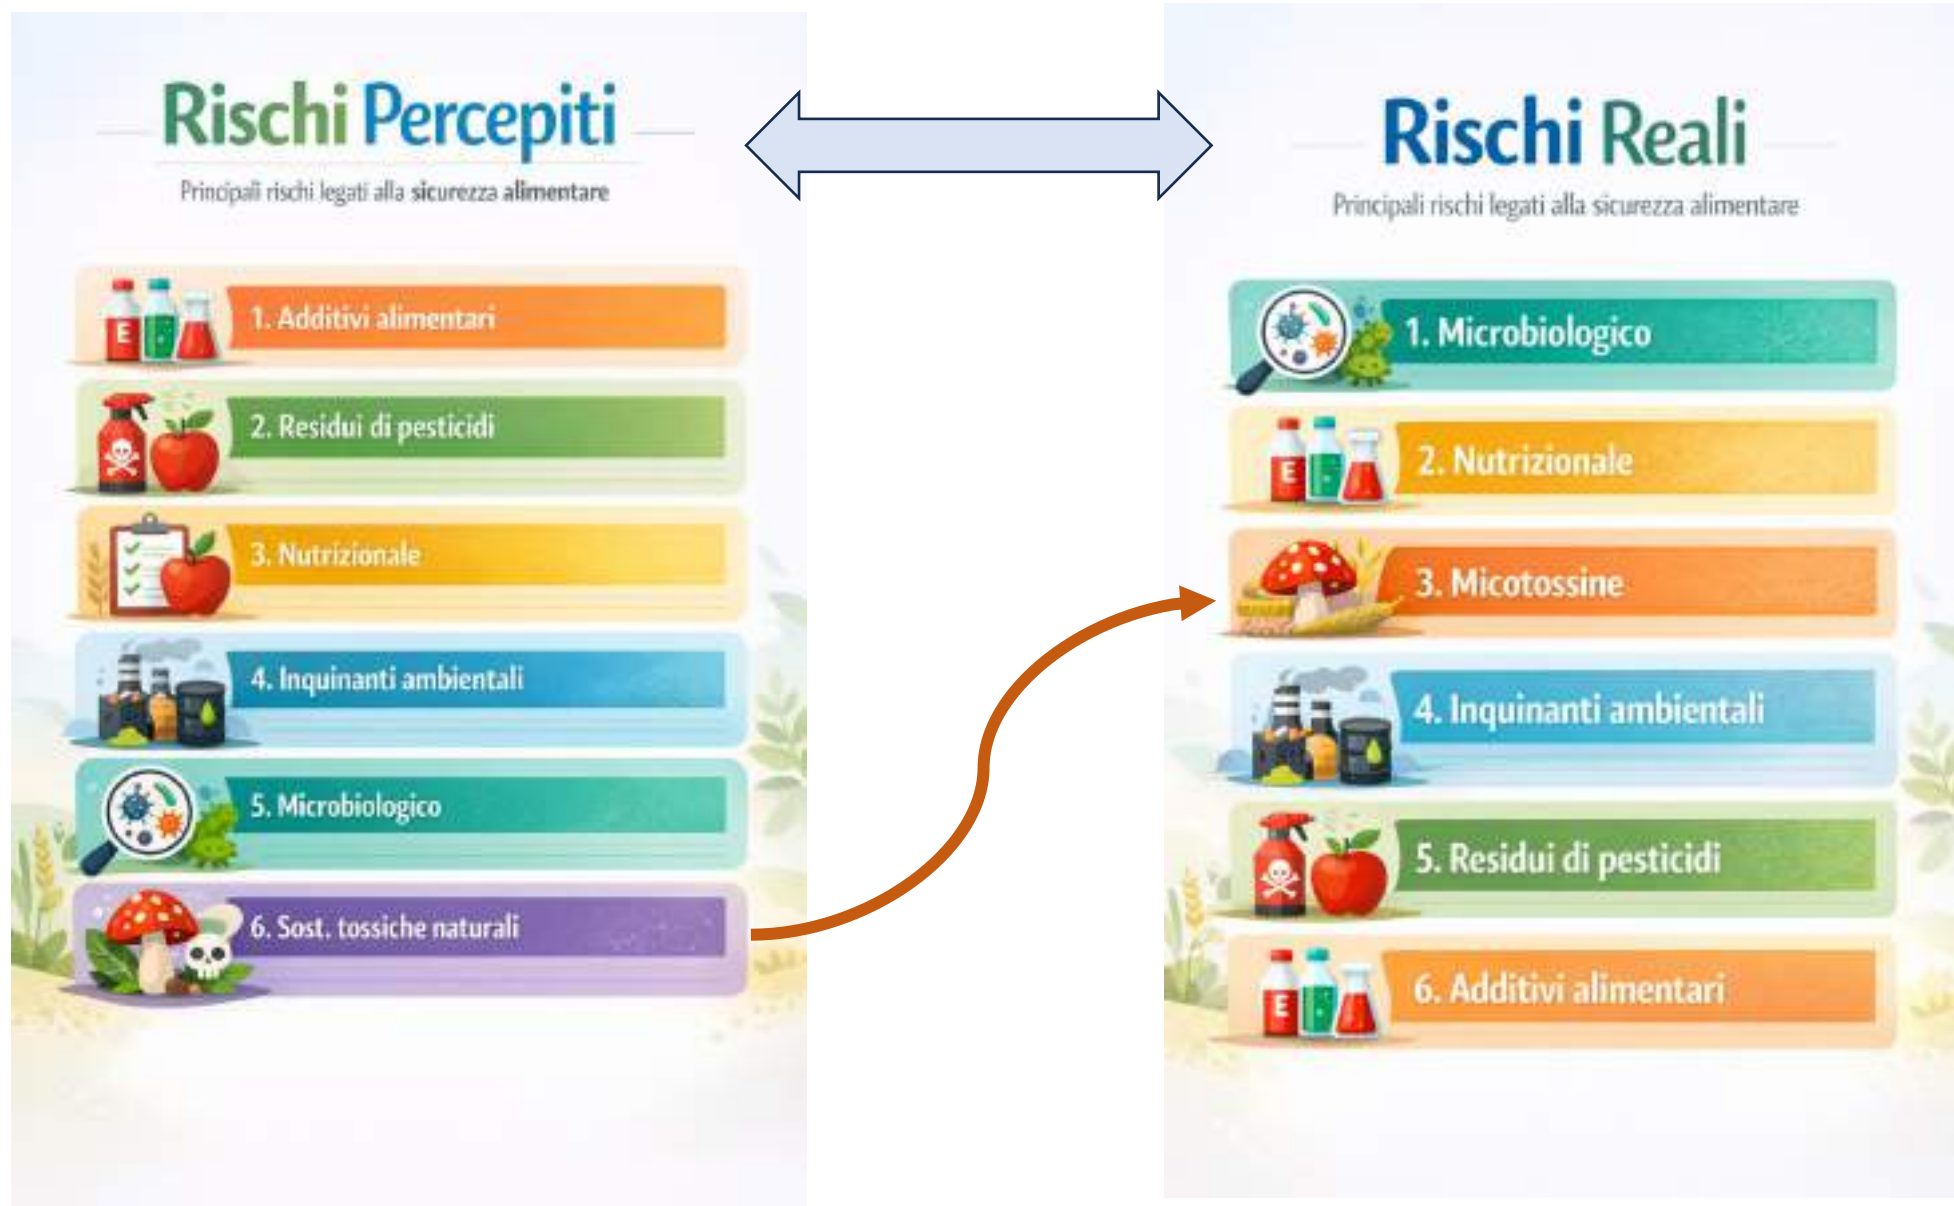 Rischi Percepiti
Principali rischi legati alla sicurezza alimentare
E
1. Additivi alimentari
2. Residui di pesticidi
3. Nutrizionale
4. Inquinanti ambientali
5. Microbiologico
6. Sost. tossiche naturali
Rischi Reali
Principali rischi legati alla sicurezza alimentare
1. Microbiologico
E
2. Nutrizionale
3. Micotossine
4. Inquinanti ambientali
5. Residui di pesticidi
E
6. Additivi alimentari